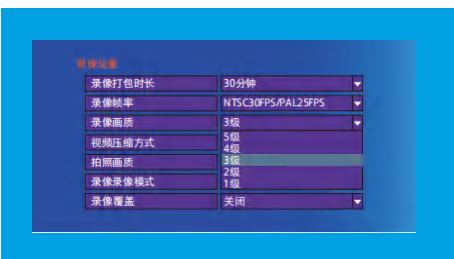 录像设置
录像打包时长 30分钟
录像帧率 NTSC30FPS/PAL25FPS
录像画质 3级
视频压缩方式 5级
4级
拍照画质 3级
2级
录像录像模式 1级
录像覆盖 关闭